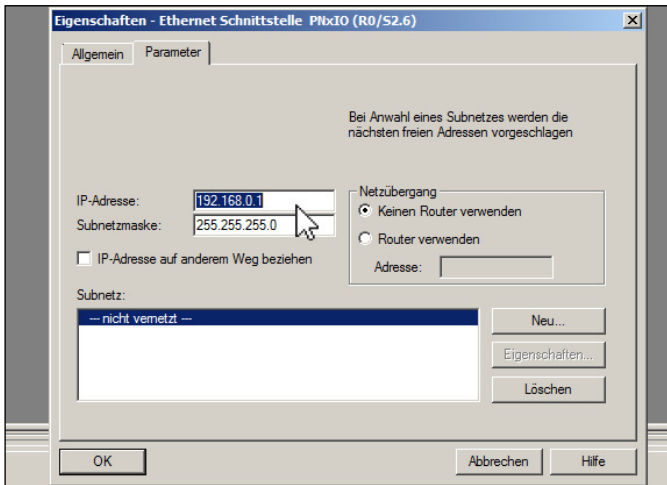 Eigenschaften - Ethernet Schnittstelle PNxIO (R0/S2.6)
Allgemein
Parameter
Bei Anwahl eines Subnetzes werden die
nächsten freien Adressen vorgeschlagen
IP-Adresse:
192.168.0.1
Subnetzmaske:
255.255.255.0
IP-Adresse auf anderem Weg beziehen
Netzübergang
Keinen Router verwenden
Router verwenden
Adresse:
Subnetz:
--- nicht vernetzt ---
Neu...
Eigenschaften...
Löschen
OK
Abbrechen
Hilfe